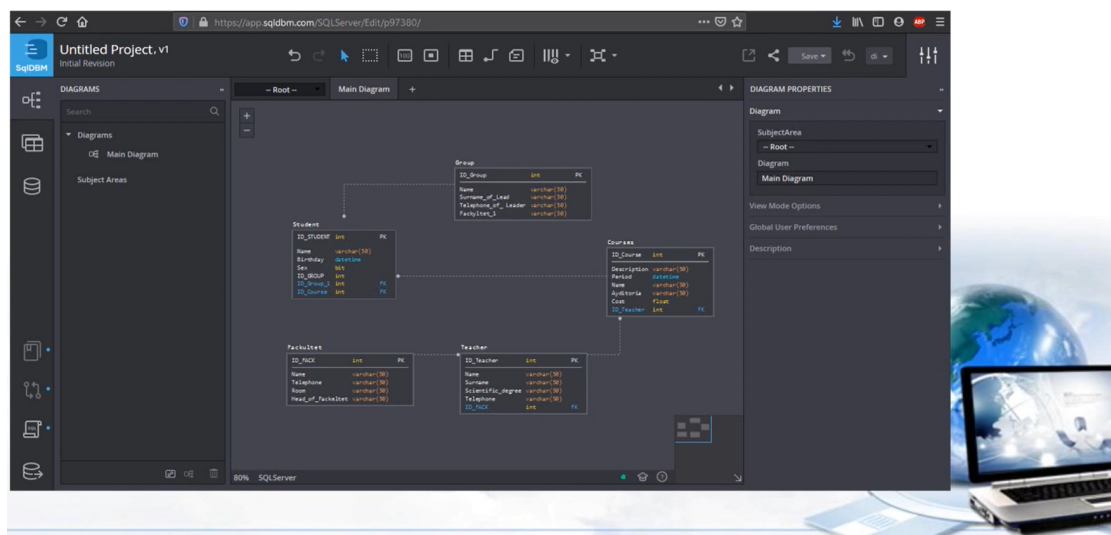 https://app.sqldbm.com/SQLServer/Edit/p97380/
ABP
SqlDBM
Untitled Project, v1
Initial Revision
100
Save
di
DIAGRAMS
Search
Diagrams
Main Diagram
Subject Areas
-- Root --
Main Diagram
+
+
−
Group
ID_Group int PK
Name varchar(50)
Surname_of_Lead varchar(50)
Telephone_of_ Leader varchar(50)
Fackyltet_1 varchar(50)
Student
ID_STUDENT int PK
Name varchar(50)
Birthday datetime
Sex bit
ID_GROUP int
ID_Group_1 int FK
ID_Course int FK
Courses
ID_Course int PK
Description varchar(50)
Period datetime
Name varchar(50)
Ayditoria varchar(50)
Cost float
ID_Teacher int FK
Fackultet
ID_FACK int PK
Name varchar(50)
Telephone varchar(50)
Room varchar(50)
Head_of_Fackeltet varchar(50)
Teacher
ID_Teacher int PK
Name varchar(50)
Surname varchar(50)
Scientific_degree varchar(50)
Telephone varchar(50)
ID_FACK int FK
80% SQLServer
DIAGRAM PROPERTIES
Diagram
SubjectArea
-- Root --
Diagram
Main Diagram
View Mode Options
Global User Preferences
Description